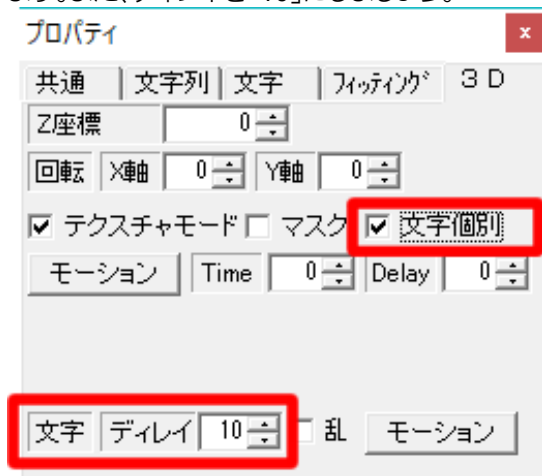 プロパティ
x
共通 文字列 文字 フィッティング 3D
Z座標 0
回転 X軸 0 Y軸 0
テクスチャモード マスク 文字個別
モーション Time 0 Delay 0
文字 ディレイ 10 乱 モーション